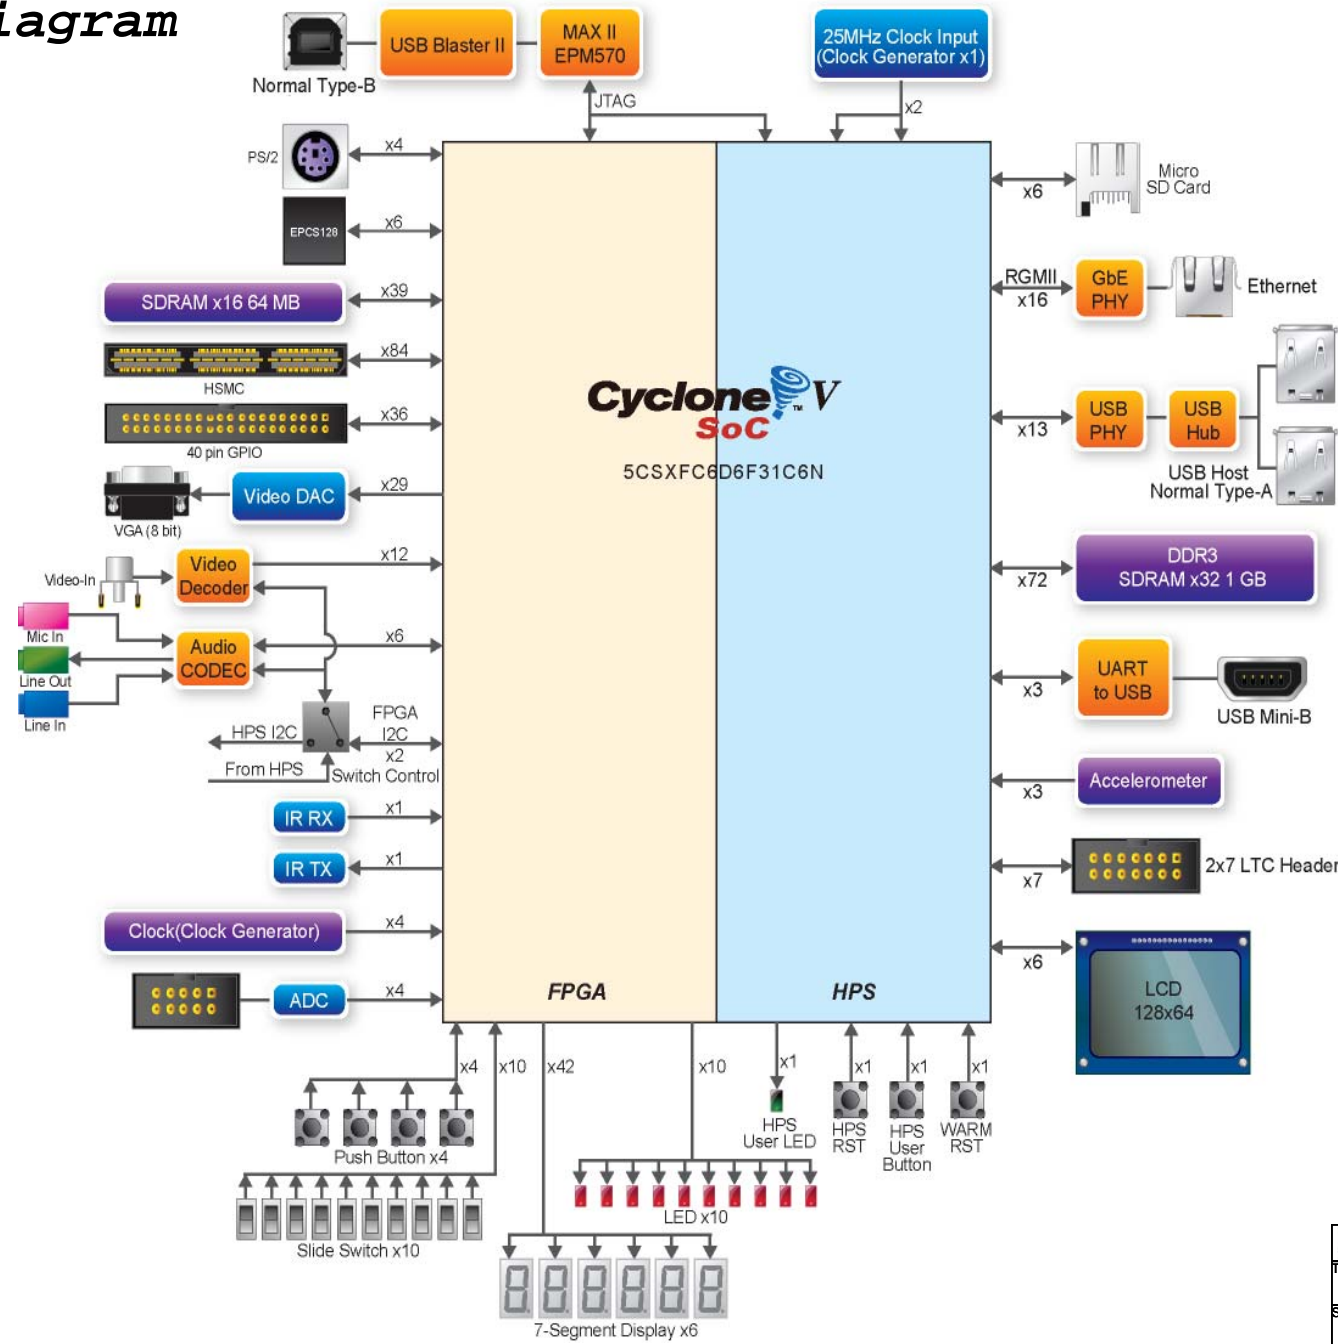 iagram
Normal Type-B
USB Blaster II
MAX II
EPM570
25MHz Clock Input
(Clock Generator x1)
JTAG
x2
PS/2
x4
EPCS128
x6
SDRAM x16 64 MB
x39
HSMC
x84
40 pin GPIO
x36
VGA (8 bit)
Video DAC
x29
Video-In
Video
Decoder
x12
Mic In
Line Out
Line In
Audio
CODEC
x6
HPS I2C
From HPS
FPGA
I2C
x2
Switch Control
IR RX
x1
IR TX
x1
Clock(Clock Generator)
x4
ADC
x4
Cyclone V
TM
SoC
5CSXFC6D6F31C6N
FPGA
HPS
x6
Micro
SD Card
RGMII
x16
GbE
PHY
Ethernet
x13
USB
PHY
USB
Hub
USB Host
Normal Type-A
x72
DDR3
SDRAM x32 1 GB
x3
UART
to USB
USB Mini-B
x3
Accelerometer
x7
2x7 LTC Header
x6
LCD
128x64
x4
x10
x42
x10
x1
x1
x1
x1
Push Button x4
Slide Switch x10
7-Segment Display x6
LED x10
HPS
User LED
HPS
RST
HPS
User
Button
WARM
RST